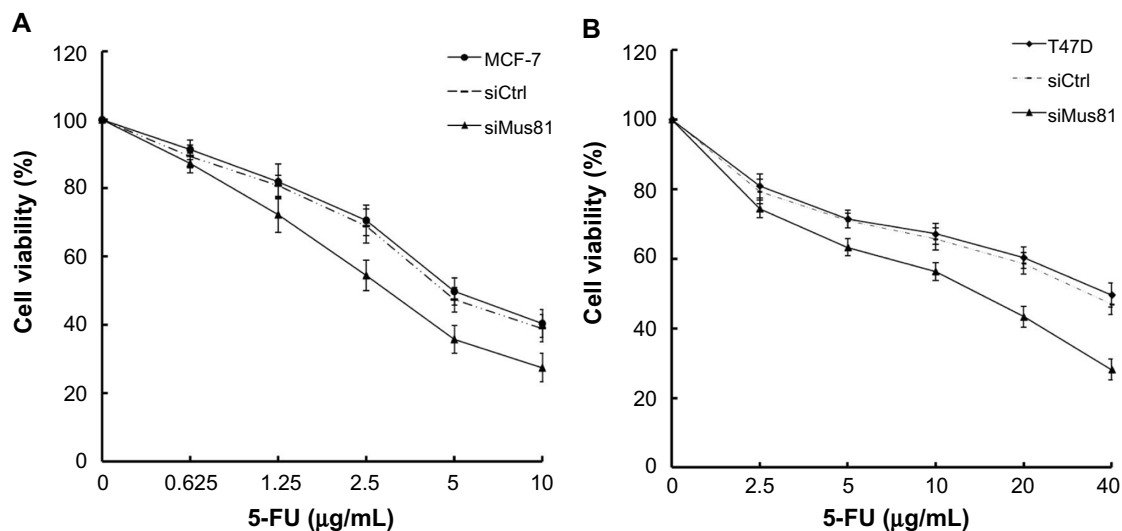 A
120
100
80
60
40
20
0
Cell viability (%)
MCF-7
siCtrl
siMus81
0 0.625 1.25 2.5 5 10
5-FU (μg/mL)
B
120
100
80
60
40
20
0
Cell viability (%)
T47D
siCtrl
siMus81
0 2.5 5 10 20 40
5-FU (μg/mL)